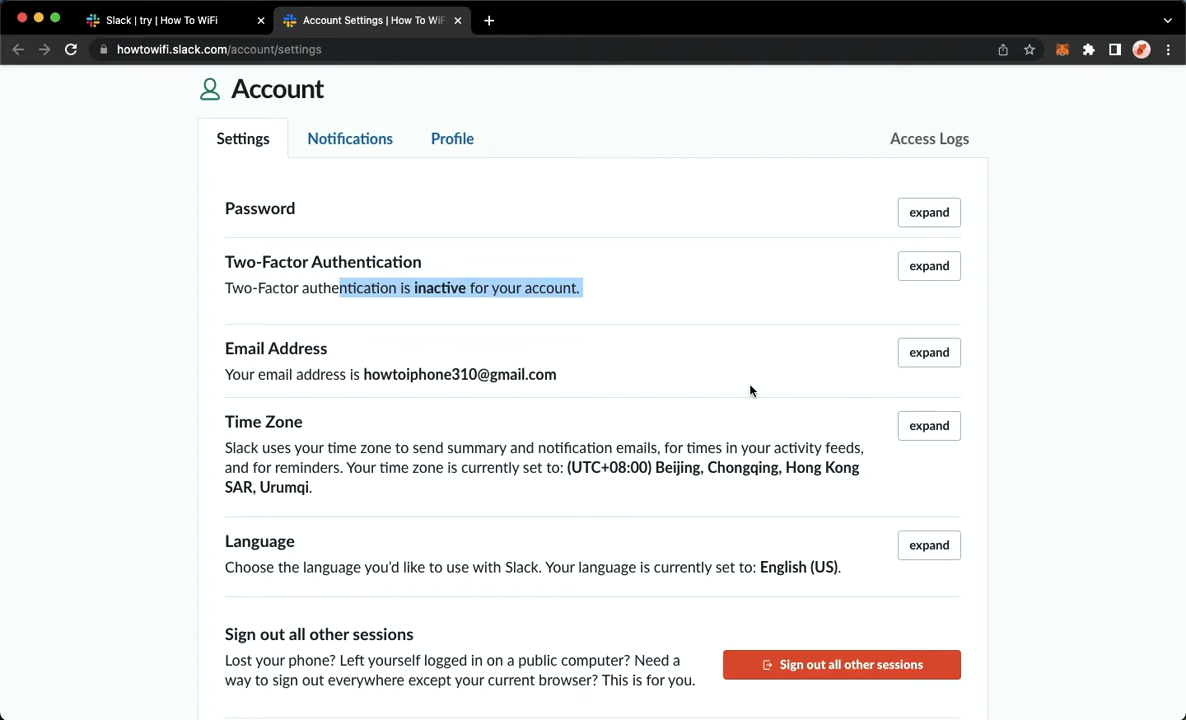 Slack | try | How To WiFi
Account Settings | How To WiF
howtowifi.slack.com/account/settings
Account
Settings
Notifications
Profile
Access Logs
Password
expand
Two-Factor Authentication
expand
Two-Factor authentication is inactive for your account.
Email Address
expand
Your email address is howtoiphone310@gmail.com
Time Zone
expand
Slack uses your time zone to send summary and notification emails, for times in your activity feeds,
and for reminders. Your time zone is currently set to: (UTC+08:00) Beijing, Chongqing, Hong Kong
SAR, Urumqi.
Language
expand
Choose the language you'd like to use with Slack. Your language is currently set to: English (US).
Sign out all other sessions
Lost your phone? Left yourself logged in on a public computer? Need a
way to sign out everywhere except your current browser? This is for you.
Sign out all other sessions